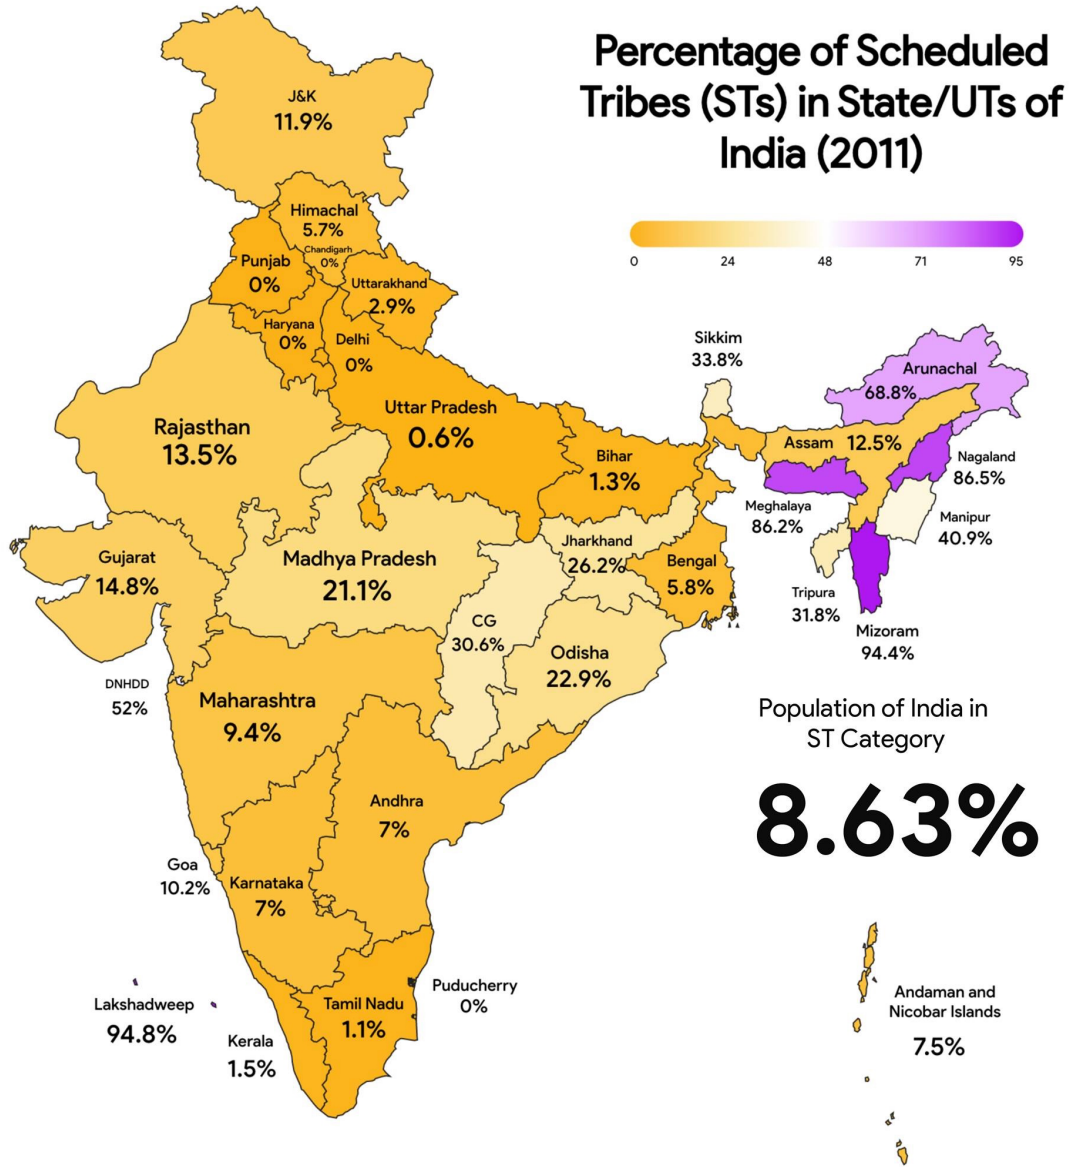 Percentage of Scheduled
Tribes (STs) in State/UTs of
India (2011)
0 24 48 71 95
J&K
11.9%
Himachal
5.7%
Chandigarh
0%
Punjab
0%
Uttarakhand
2.9%
Haryana
0%
Delhi
0%
Sikkim
33.8%
Arunachal
68.8%
Rajasthan
13.5%
Uttar Pradesh
0.6%
Bihar
1.3%
Assam 12.5%
Nagaland
86.5%
Meghalaya
86.2%
Manipur
40.9%
Gujarat
14.8%
Madhya Pradesh
21.1%
Jharkhand
26.2%
Bengal
5.8%
Tripura
31.8%
Mizoram
94.4%
CG
30.6%
Odisha
22.9%
DNHDD
52%
Maharashtra
9.4%
Population of India in
ST Category
8.63%
Andhra
7%
Goa
10.2%
Karnataka
7%
Lakshadweep
94.8%
Kerala
1.5%
Tamil Nadu
1.1%
Puducherry
0%
Andaman and
Nicobar Islands
7.5%